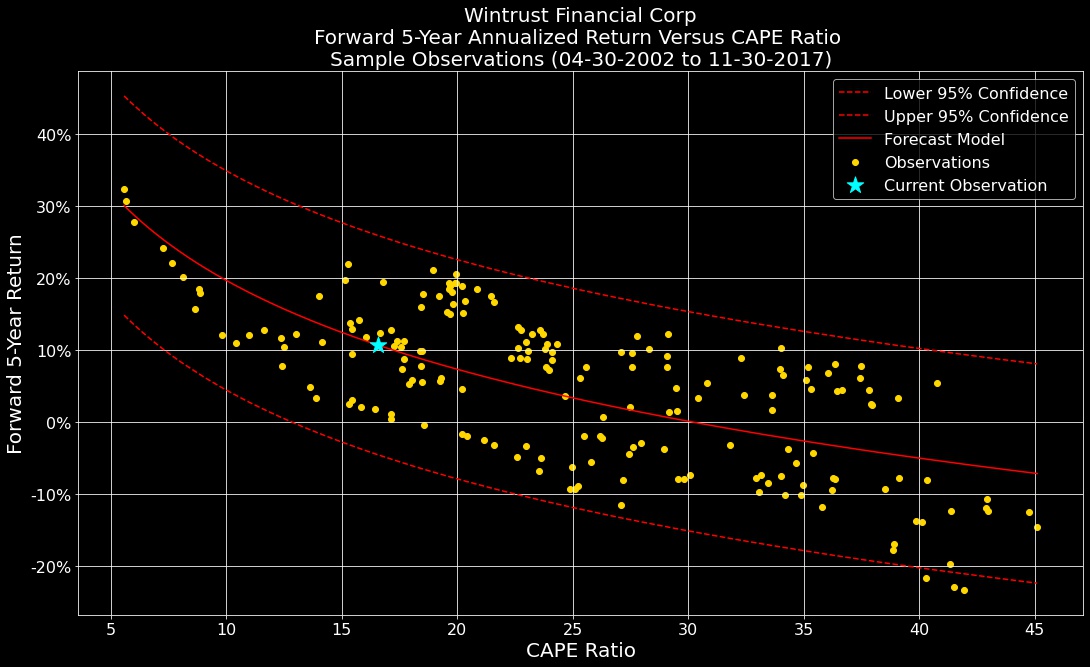 Wintrust Financial Corp
Forward 5-Year Annualized Return Versus CAPE Ratio
Sample Observations (04-30-2002 to 11-30-2017)
Lower 95% Confidence
Upper 95% Confidence
Forecast Model
Observations
Current Observation
Forward 5-Year Return
40%
30%
20%
10%
0%
-10%
-20%
5 10 15 20 25 30 35 40 45
CAPE Ratio